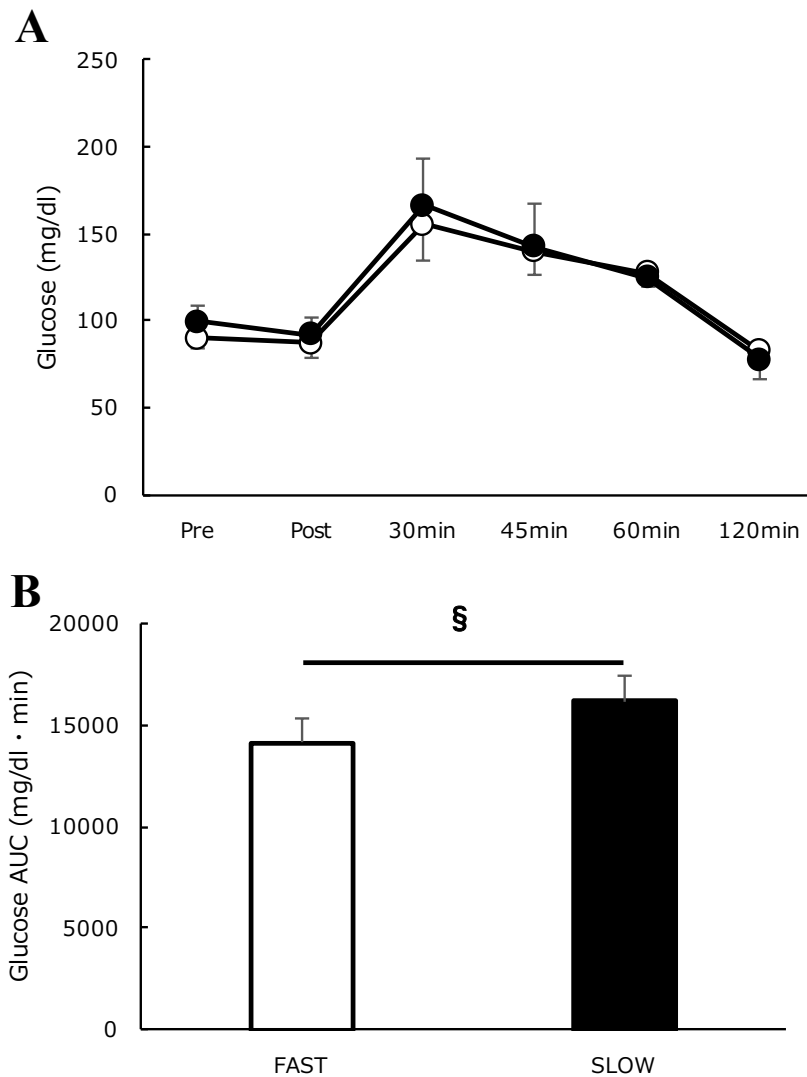 A
250
200
150
100
50
0
Glucose (mg/dl)
Pre Post 30min 45min 60min 120min
B
§
20000
15000
10000
5000
0
Glucose AUC (mg/dl・min)
FAST SLOW